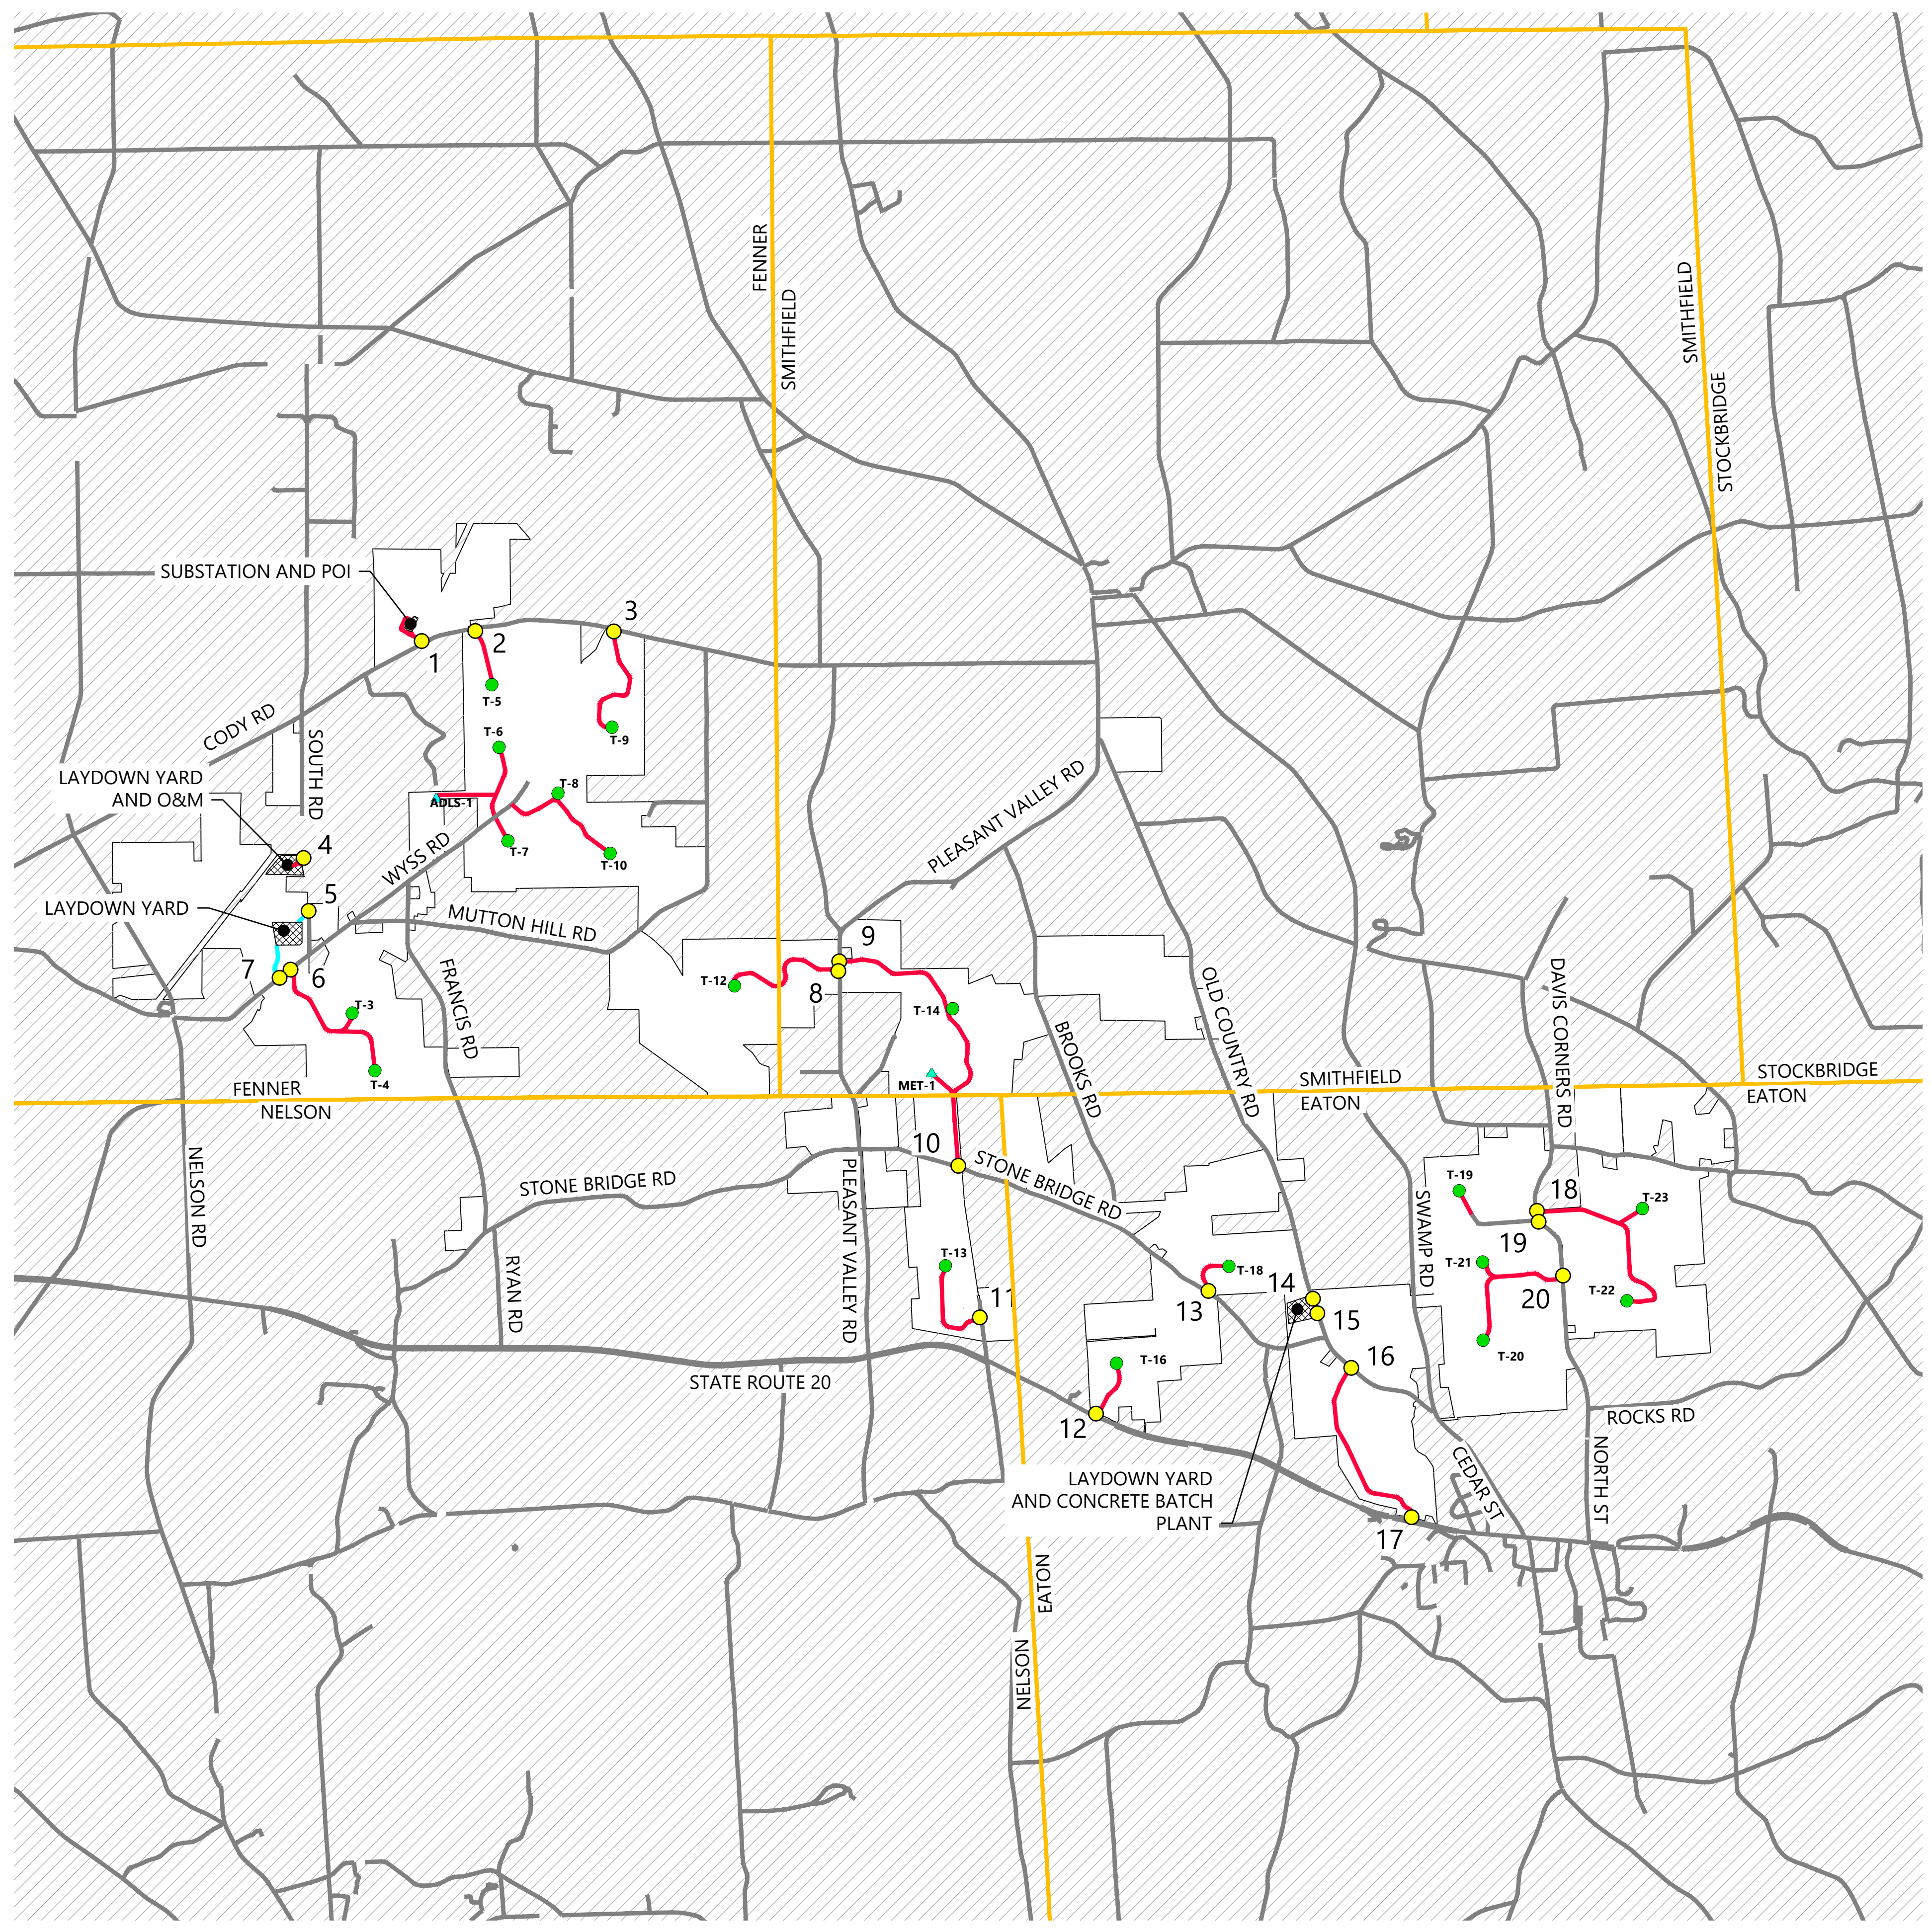 FENNER
SMITHFIELD
SMITHFIELD
STOCKBRIDGE
SUBSTATION AND POI
1
2
3
T-5
T-6
T-9
CODY RD
SOUTH RD
LAYDOWN YARD
AND O&M
ADLS-1
T-8
T-7
T-10
WYSS RD
4
5
LAYDOWN YARD
MUTTON HILL RD
PLEASANT VALLEY RD
7
6
T-3
T-4
FRANCIS RD
T-12
8
9
T-14
MET-1
BROOKS RD
OLD COUNTRY RD
DAVIS CORNERS RD
FENNER
NELSON
SMITHFIELD
EATON
STOCKBRIDGE
EATON
NELSON RD
STONE BRIDGE RD
10
STONE BRIDGE RD
PLEASANT VALLEY RD
RYAN RD
T-13
11
T-18
13
14
15
16
SWAMP RD
T-19
18
T-23
19
T-21
20
T-22
T-20
STATE ROUTE 20
T-16
12
ROCKS RD
NORTH ST
CEDAR ST
LAYDOWN YARD
AND CONCRETE BATCH
PLANT
17
EATON
NELSON